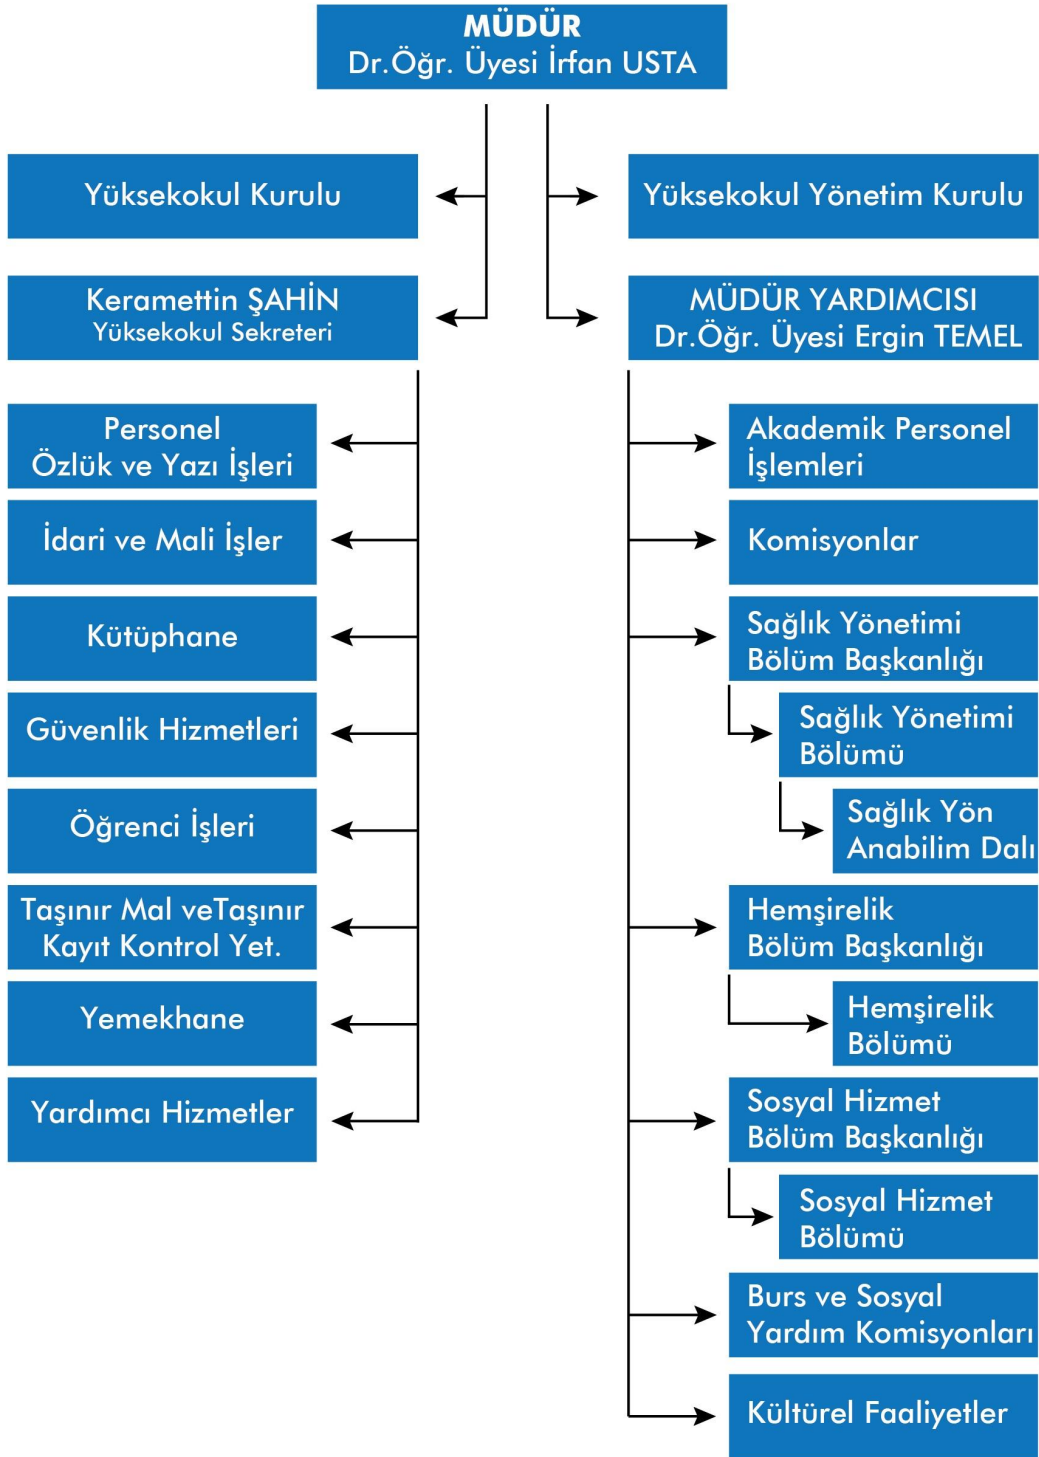 MÜDÜR
Dr.Öğr. Üyesi İrfan USTA
Yüksekokul Kurulu
Yüksekokul Yönetim Kurulu
Keramettin ŞAHİN
Yüksekokul Sekreteri
MÜDÜR YARDIMCISI
Dr.Öğr. Üyesi Ergin TEMEL
Personel
Özlük ve Yazı İşleri
İdari ve Mali İşler
Kütüphane
Güvenlik Hizmetleri
Öğrenci İşleri
Taşınır Mal veTaşınır
Kayıt Kontrol Yet.
Yemekhane
Yardımcı Hizmetler
Akademik Personel
İşlemleri
Komisyonlar
Sağlık Yönetimi
Bölüm Başkanlığı
Sağlık Yönetimi
Bölümü
Sağlık Yön
Anabilim Dalı
Hemşirelik
Bölüm Başkanlığı
Hemşirelik
Bölümü
Sosyal Hizmet
Bölüm Başkanlığı
Sosyal Hizmet
Bölümü
Burs ve Sosyal
Yardım Komisyonları
Kültürel Faaliyetler